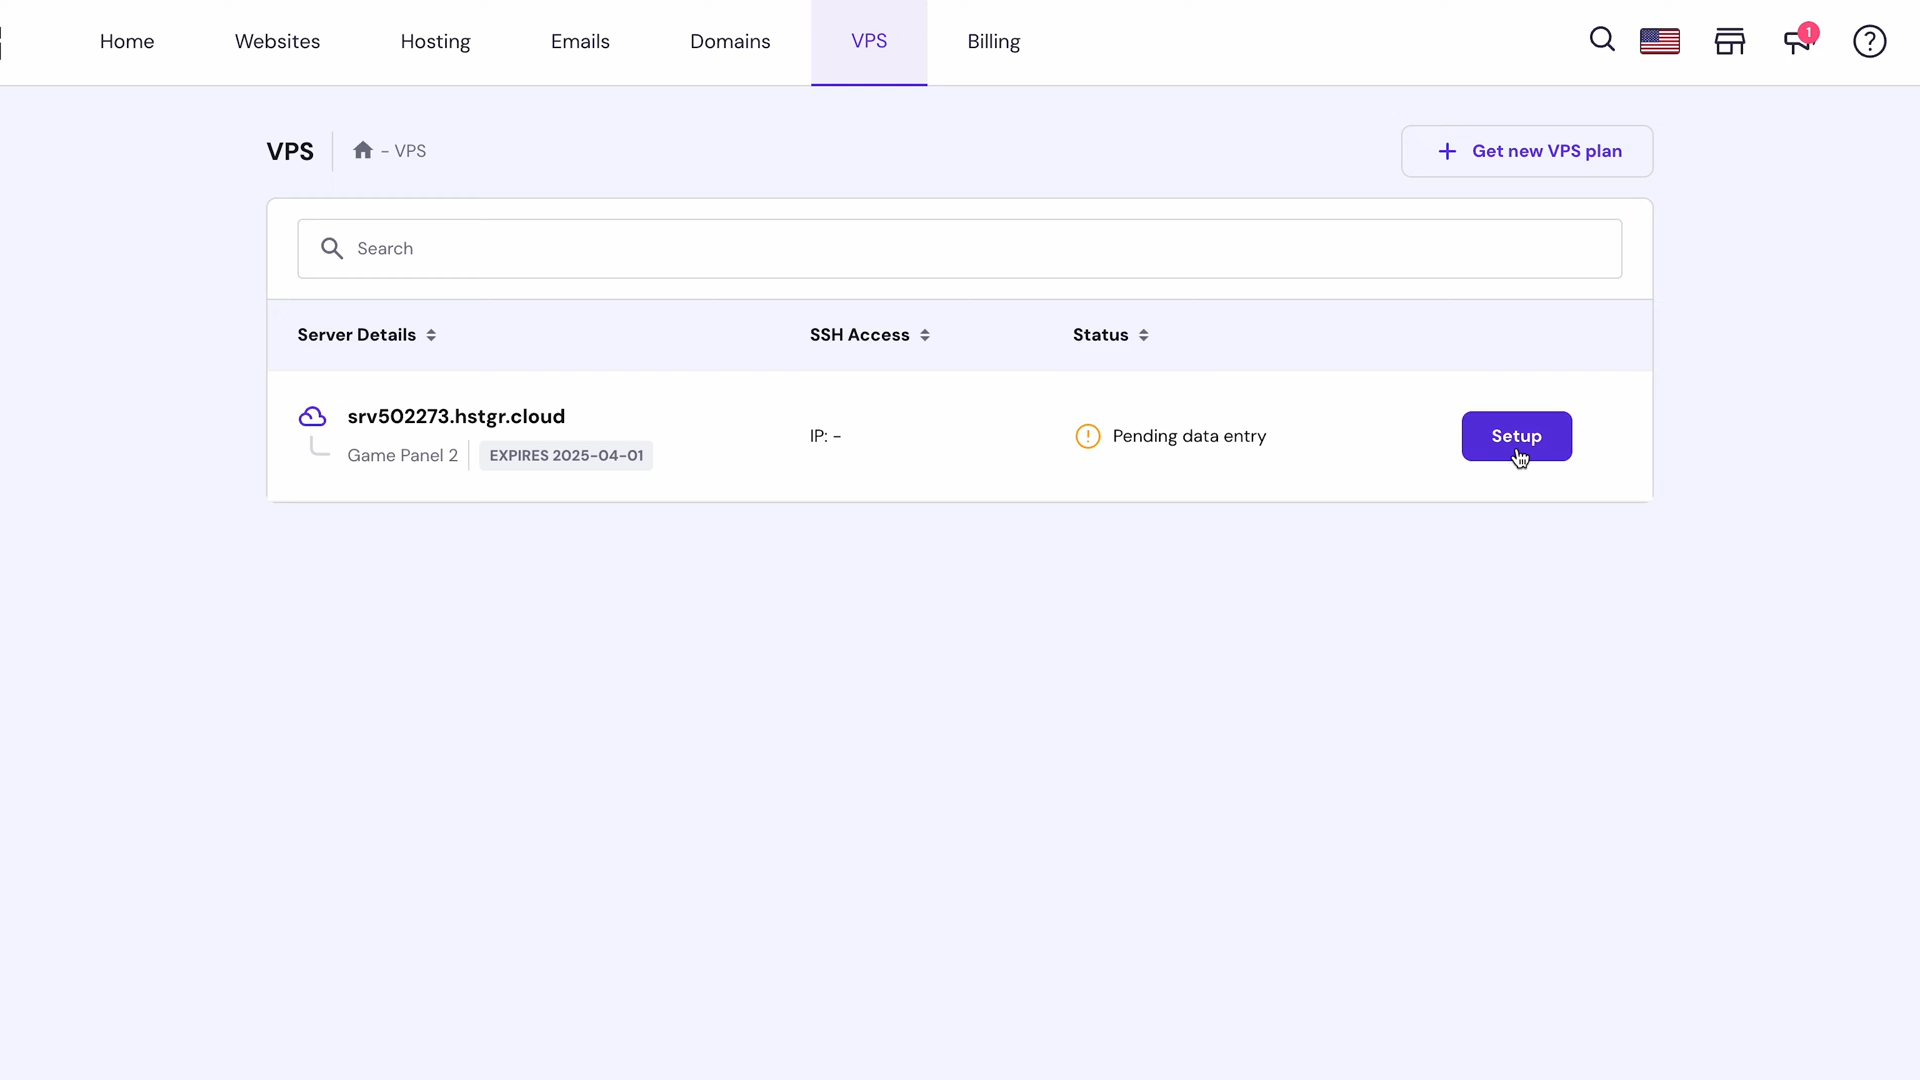 Home Websites Hosting Emails Domains VPS Billing 1
VPS - VPS Get new VPS plan
Search
Server Details SSH Access Status
srv502273.hstgr.cloud
Game Panel 2 EXPIRES 2025-04-01
IP: - Pending data entry Setup